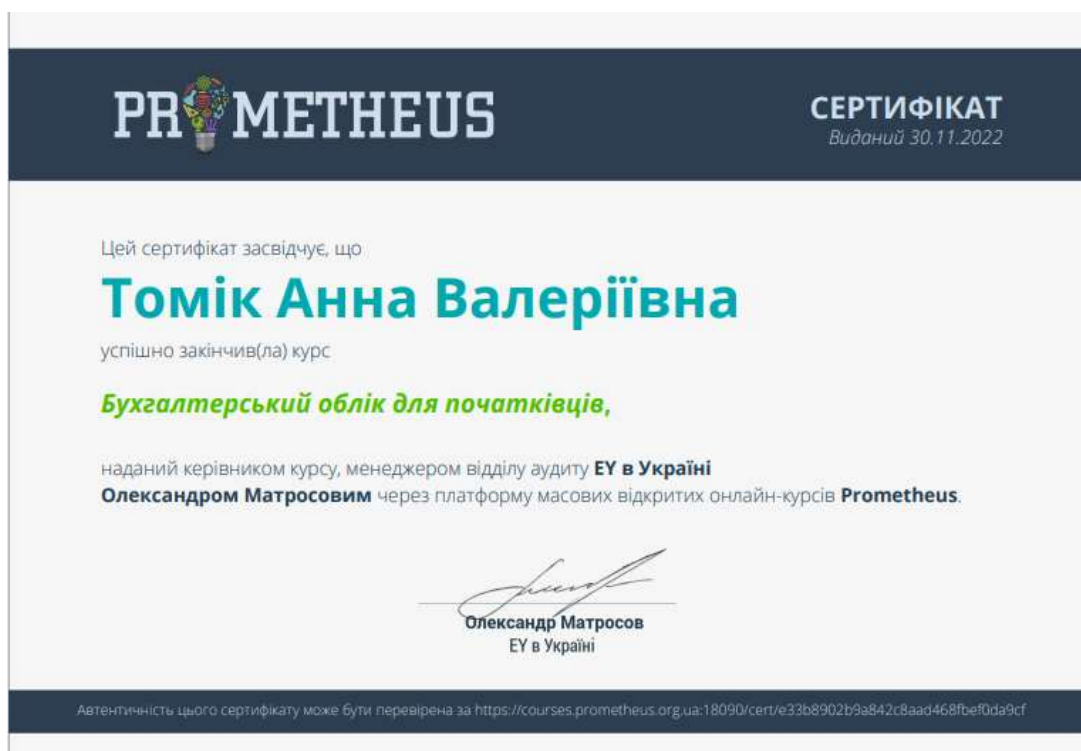 PROMETHEUS
СЕРТИФІКАТ
Виданий 30.11.2022
Цей сертифікат засвідчує, що
Томік Анна Валеріївна
успішно закінчив(ла) курс
Бухгалтерський облік для початківців,
наданий керівником курсу, менеджером відділу аудиту EY в Україні
Олександром Матросовим через платформу масових відкритих онлайн-курсів Prometheus.
Олександр Матросов
EY в Україні
Автентичність цього сертифікату може бути перевірена за https://courses.prometheus.org.ua:18090/cert/e33b8902b9a842c8aad468fbef0da9cf